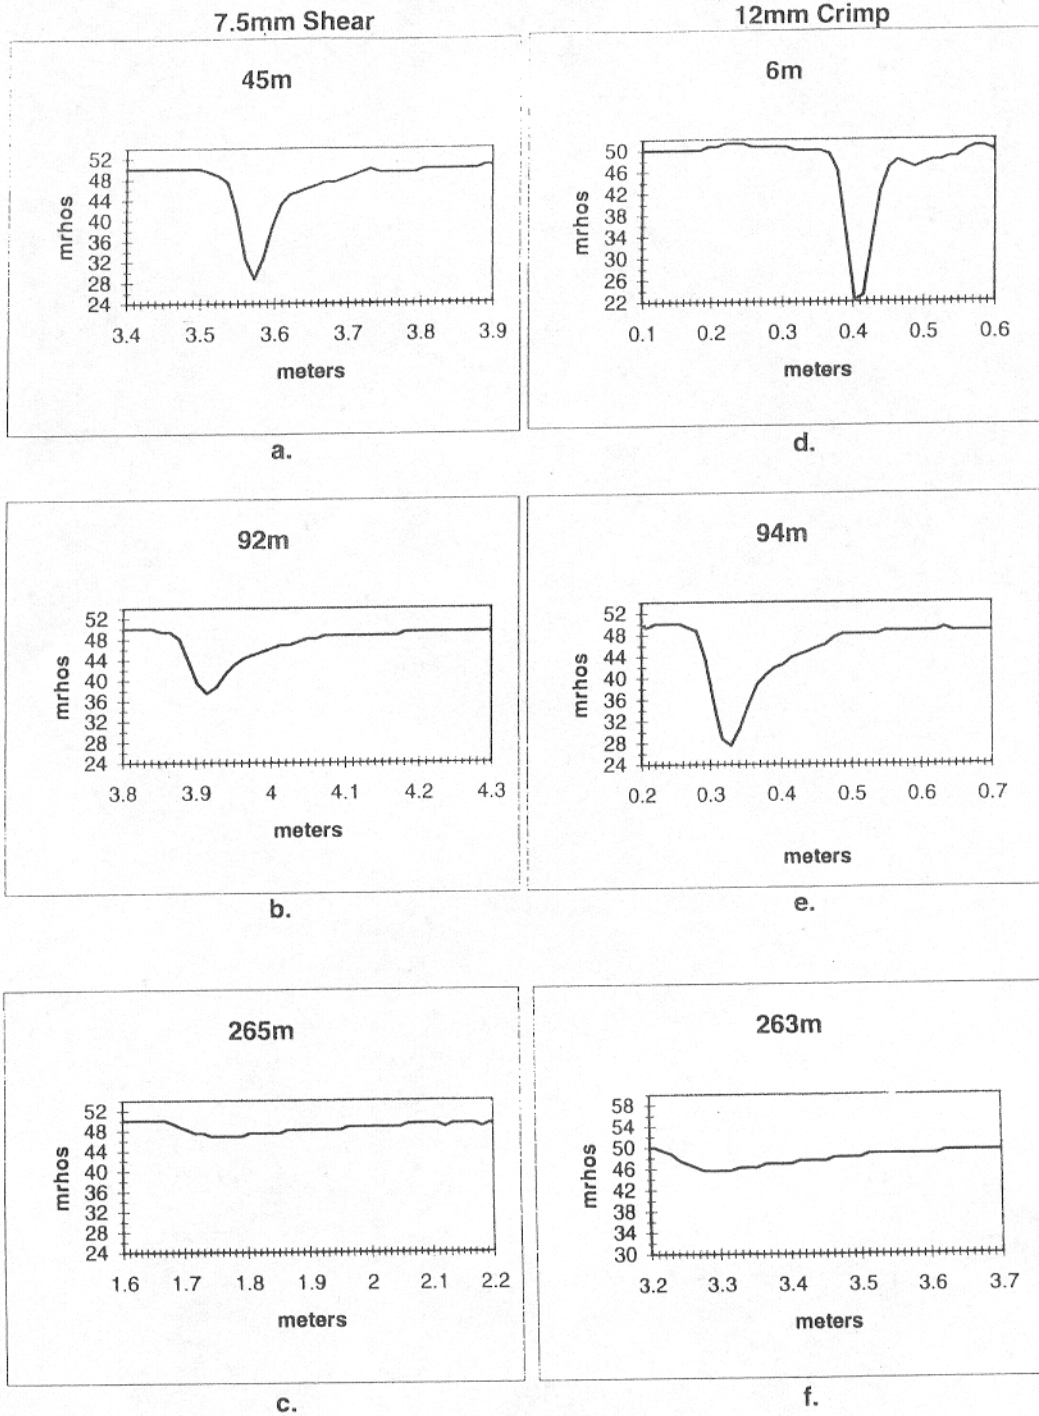 7.5mm Shear
12mm Crimp
45m
mrhos
52
48
44
40
36
32
28
24
3.4 3.5 3.6 3.7 3.8 3.9
meters
a.
6m
mrhos
50
46
42
38
34
30
26
22
0.1 0.2 0.3 0.4 0.5 0.6
meters
d.
92m
mrhos
52
48
44
40
36
32
28
24
3.8 3.9 4 4.1 4.2 4.3
meters
b.
94m
mrhos
52
48
44
40
36
32
28
24
0.2 0.3 0.4 0.5 0.6 0.7
meters
e.
265m
mrhos
52
48
44
40
36
32
28
24
1.6 1.7 1.8 1.9 2 2.1 2.2
meters
c.
263m
mrhos
58
54
50
46
42
38
34
30
3.2 3.3 3.4 3.5 3.6 3.7
meters
f.